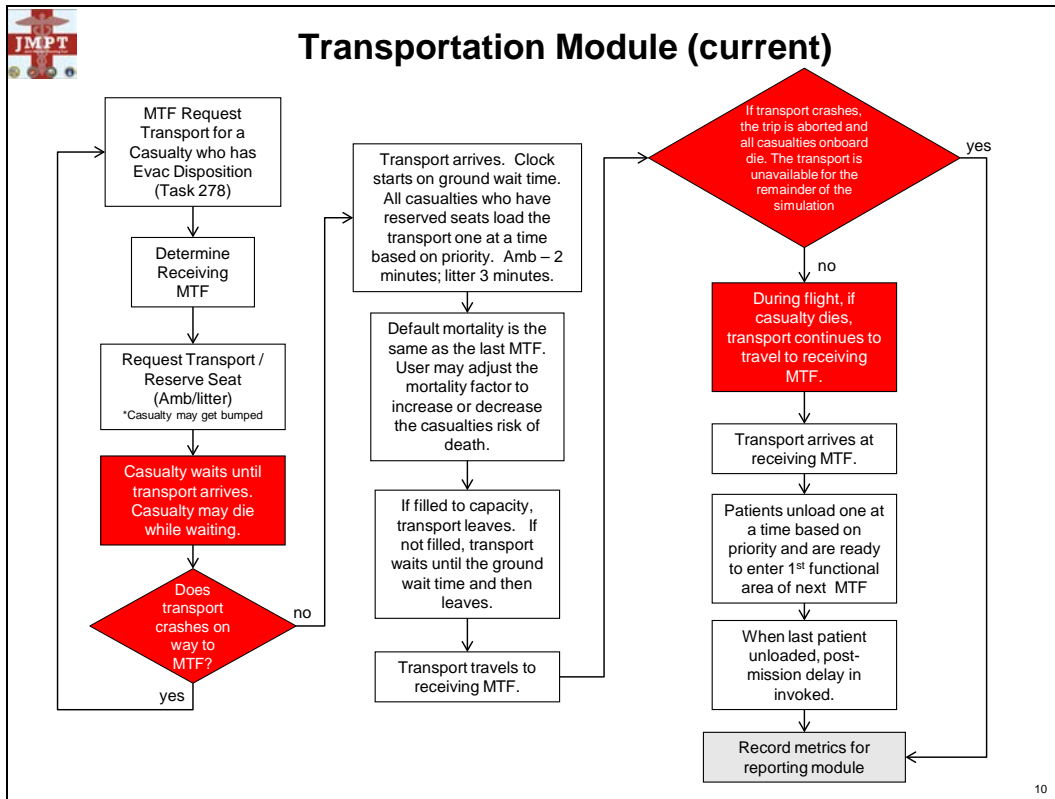 JMPT
Transportation Module (current)
MTF Request
Transport for a
Casualty who has
Evac Disposition
(Task 278)
Determine
Receiving
MTF
Request Transport /
Reserve Seat
(Amb/litter)
*Casualty may get bumped
Casualty waits until
transport arrives.
Casualty may die
while waiting.
Does
transport
crashes on
way to
MTF?
no
yes
Transport arrives. Clock
starts on ground wait time.
All casualties who have
reserved seats load the
transport one at a time
based on priority. Amb – 2
minutes; litter 3 minutes.
Default mortality is the
same as the last MTF.
User may adjust the
mortality factor to
increase or decrease
the casualties risk of
death.
If filled to capacity,
transport leaves. If
not filled, transport
waits until the ground
wait time and then
leaves.
Transport travels to
receiving MTF.
If transport crashes,
the trip is aborted and
all casualties onboard
die. The transport is
unavailable for the
remainder of the
simulation
yes
no
During flight, if
casualty dies,
transport continues to
travel to receiving
MTF.
Transport arrives at
receiving MTF.
Patients unload one at
a time based on
priority and are ready
to enter 1st functional
area of next MTF
When last patient
unloaded, post-
mission delay in
invoked.
Record metrics for
reporting module
10